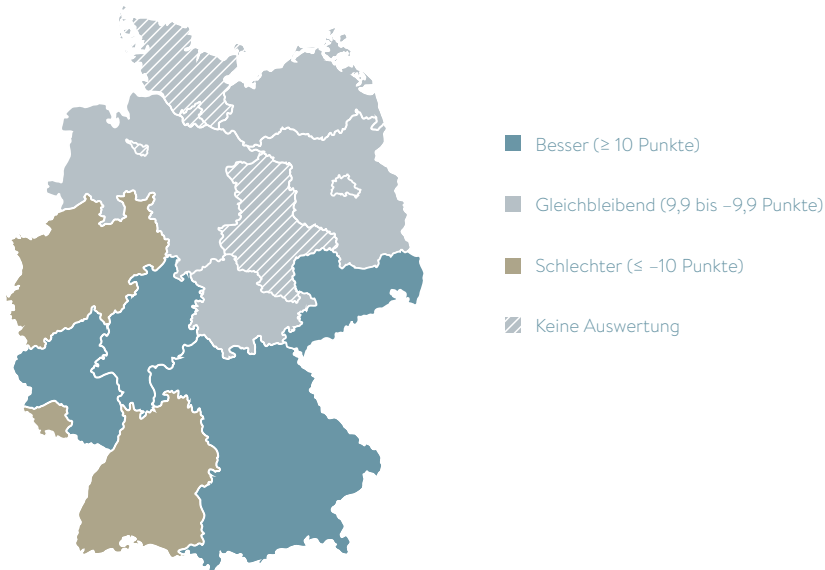 Besser (≥ 10 Punkte)
Gleichbleibend (9,9 bis –9,9 Punkte)
Schlechter (≤ –10 Punkte)
Keine Auswertung